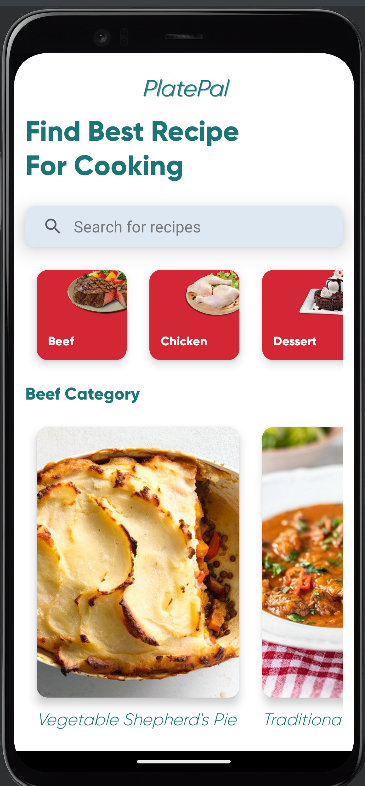 PlatePal
Find Best Recipe
For Cooking
Search for recipes
Beef
Chicken
Dessert
Beef Category
Vegetable Shepherd's Pie
Traditiona